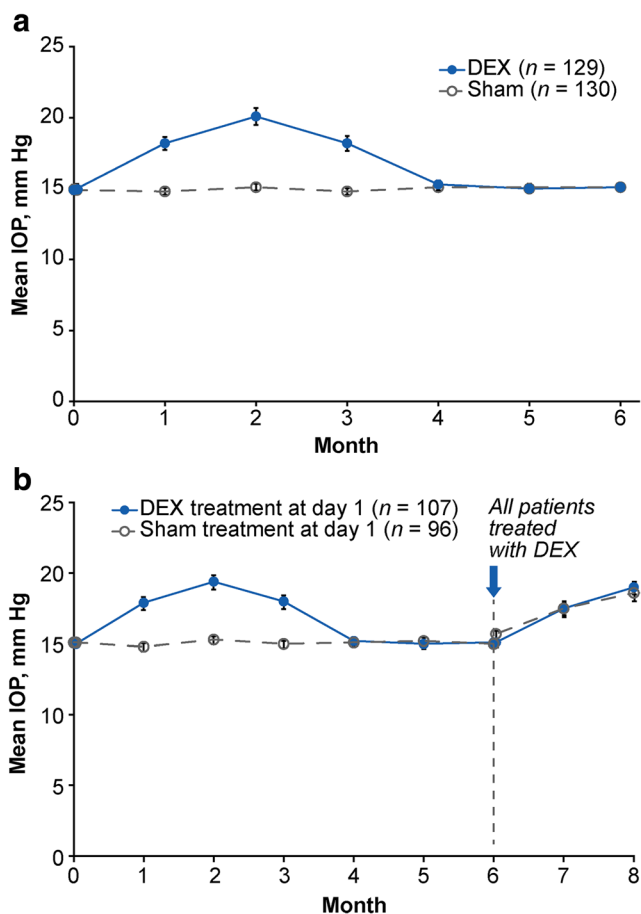 a
25
20
15
10
5
0
Mean IOP, mm Hg
DEX (n = 129)
Sham (n = 130)
0 1 2 3 4 5 6
Month
b
25
20
15
10
5
0
Mean IOP, mm Hg
DEX treatment at day 1 (n = 107)
Sham treatment at day 1 (n = 96)
All patients
treated
with DEX
0 1 2 3 4 5 6 7 8
Month